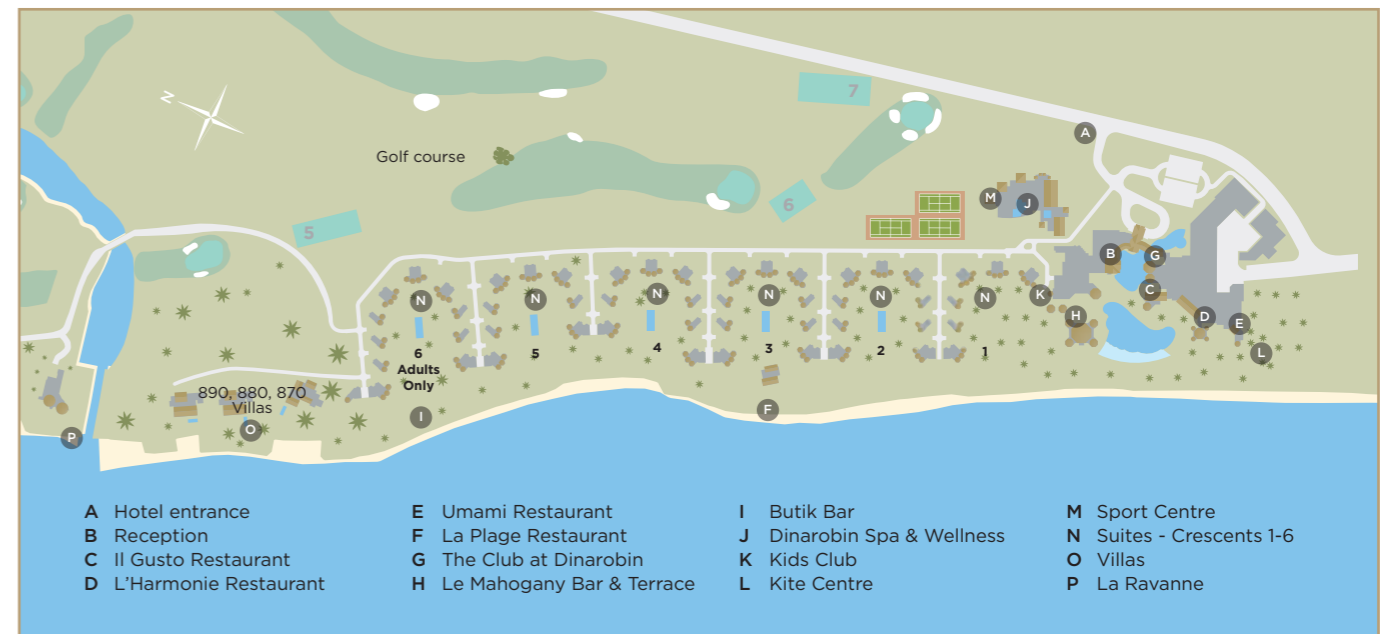 N
7
A
Golf course
M
J
6
5
B
G
N
N
N
N
N
N
K
C
H
D
E
L
6
Adults
Only
5
4
3
2
1
890, 880, 870
Villas
I
F
O
P
A Hotel entrance
B Reception
C Il Gusto Restaurant
D L'Harmonie Restaurant
E Umami Restaurant
F La Plage Restaurant
G The Club at Dinarobin
H Le Mahogany Bar & Terrace
I Butik Bar
J Dinarobin Spa & Wellness
K Kids Club
L Kite Centre
M Sport Centre
N Suites - Crescents 1-6
O Villas
P La Ravanne